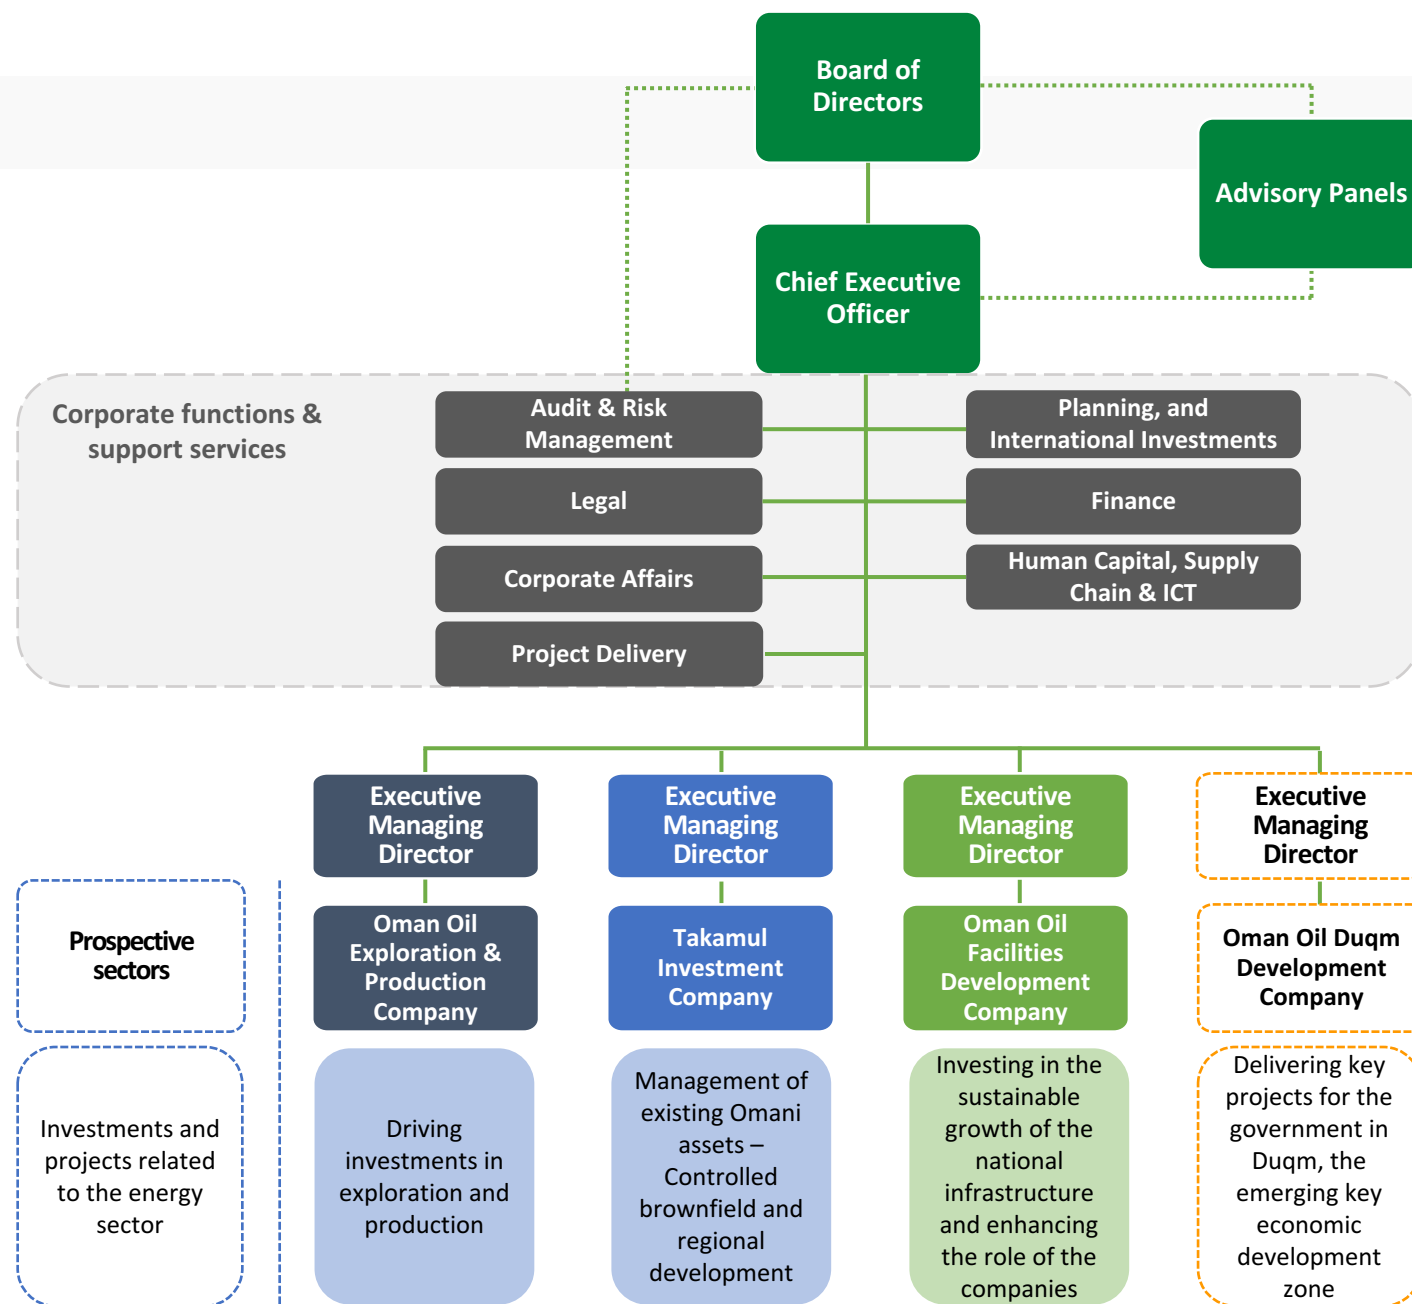 Board of
Directors
Advisory Panels
Chief Executive
Officer
Corporate functions &
support services
Audit & Risk
Management
Planning, and
International Investments
Legal
Finance
Corporate Affairs
Human Capital, Supply
Chain & ICT
Project Delivery
Executive
Managing
Director
Executive
Managing
Director
Executive
Managing
Director
Executive
Managing
Director
Prospective
sectors
Oman Oil
Exploration &
Production
Company
Takamul
Investment
Company
Oman Oil
Facilities
Development
Company
Oman Oil Duqm
Development
Company
Investments and
projects related
to the energy
sector
Driving
investments in
exploration and
production
Management of
existing Omani
assets –
Controlled
brownfield and
regional
development
Investing in the
sustainable
growth of the
national
infrastructure
and enhancing
the role of the
companies
Delivering key
projects for the
government in
Duqm, the
emerging key
economic
development
zone